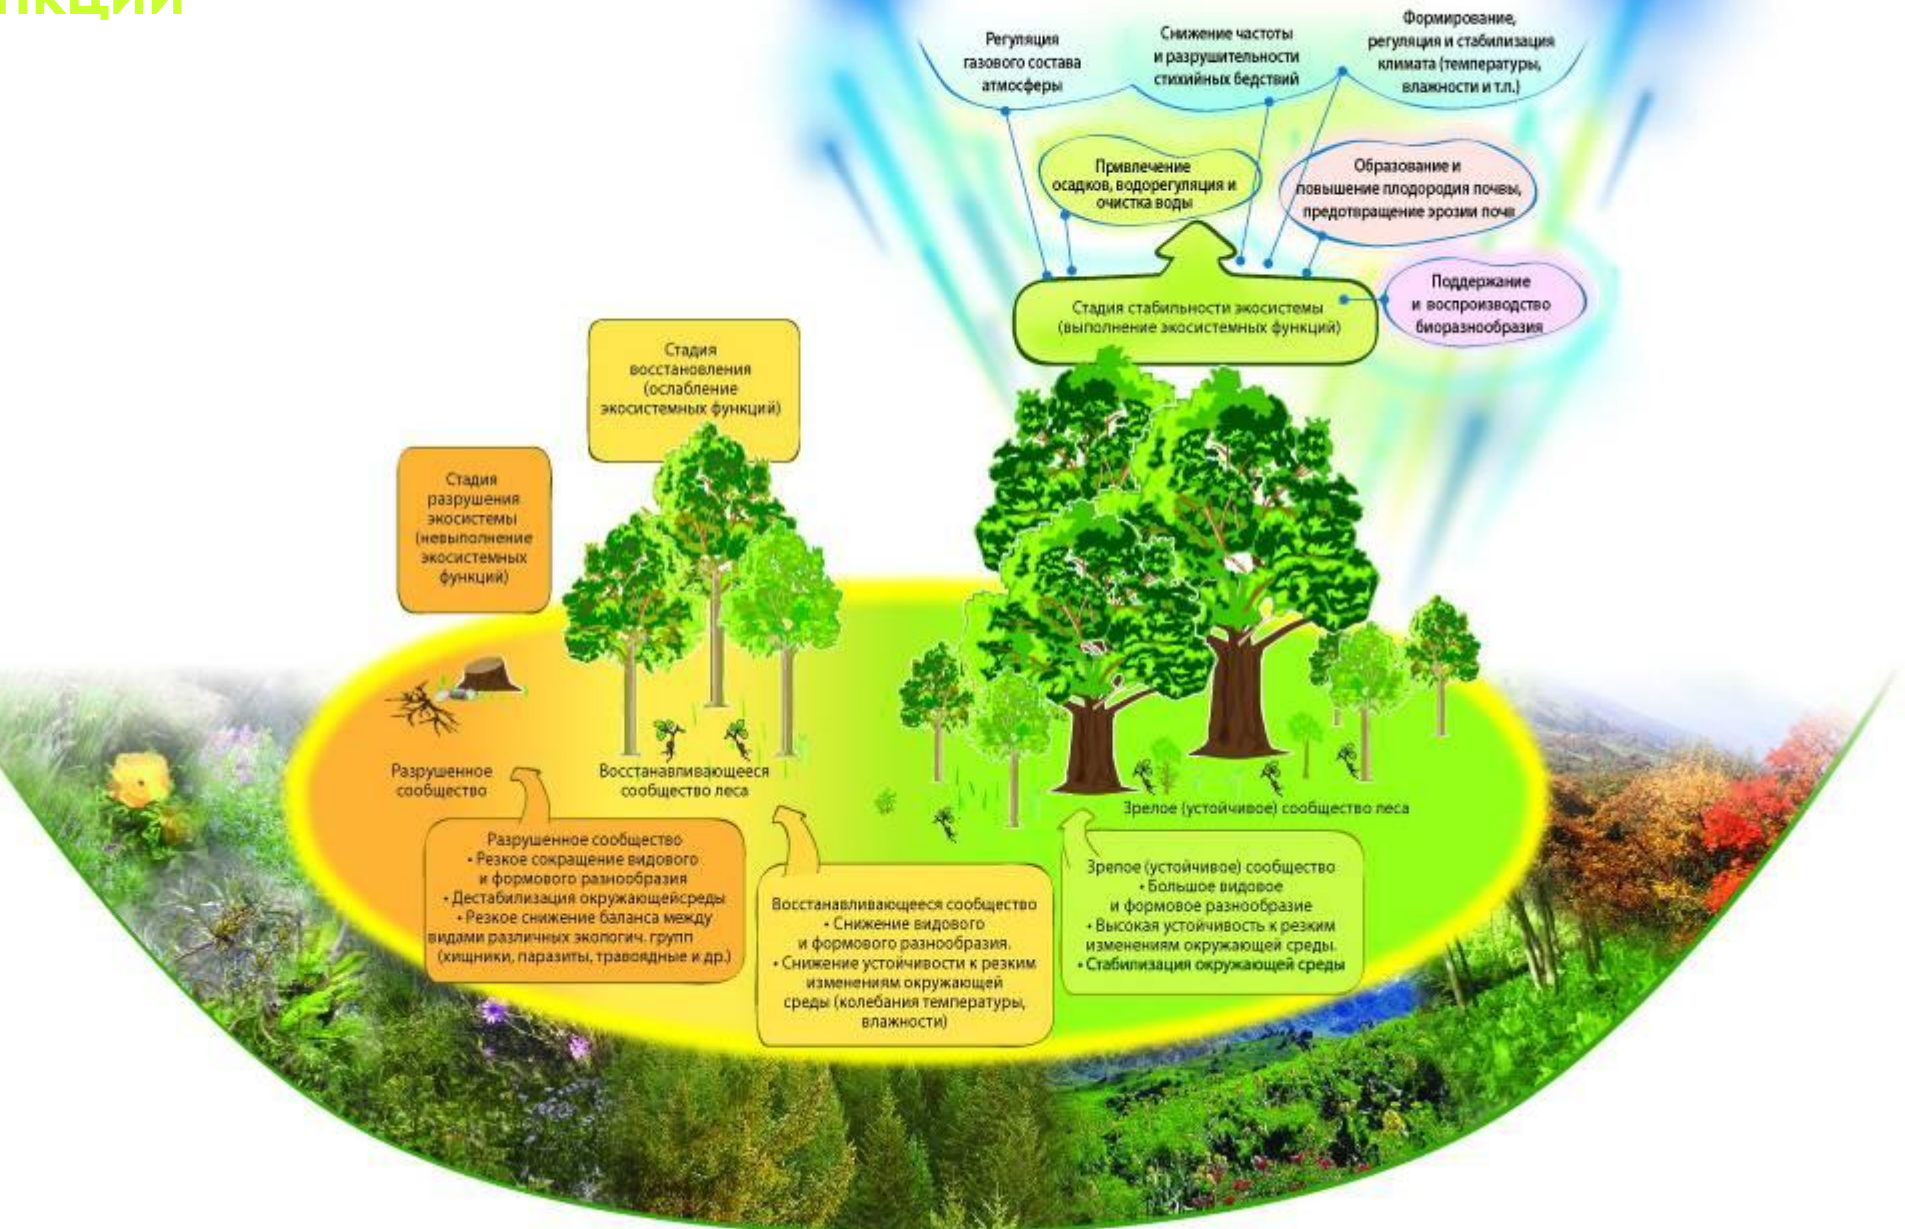 нкции
Регуляция
газового состава
атмосферы
Снижение частоты
и разрушительности
стихийных бедствий
Формирование,
регуляция и стабилизация
климата (температуры,
влажности и т.п.)
Привлечение
осадков, водорегуляция и
очистка воды
Образование и
повышение плодородия почвы,
предотвращение эрозии почв
Поддержание
и воспроизводство
биоразнообразия
Стадия стабильности экосистемы
(выполнение экосистемных функций)
Стадия
восстановления
(ослабление
экосистемных функций)
Стадия
разрушения
экосистемы
(невыполнение
экосистемных
функций)
Разрушенное
сообщество
Восстанавливающееся
сообщество леса
Зрелое (устойчивое) сообщество леса
Разрушенное сообщество
• Резкое сокращение видового
и формового разнообразия
• Дестабилизация окружающейсреды
• Резкое снижение баланса между
видами различных экологич. групп
(хищники, паразиты, травоядные и др.)
Восстанавливающееся сообщество
• Снижение видового
и формового разнообразия.
• Снижение устойчивости к резким
изменениям окружающей
среды (колебания температуры,
влажности)
Зрелое (устойчивое) сообщество
• Большое видовое
и формовое разнообразие
• Высокая устойчивость к резким
изменениям окружающей среды.
• Стабилизация окружающей среды